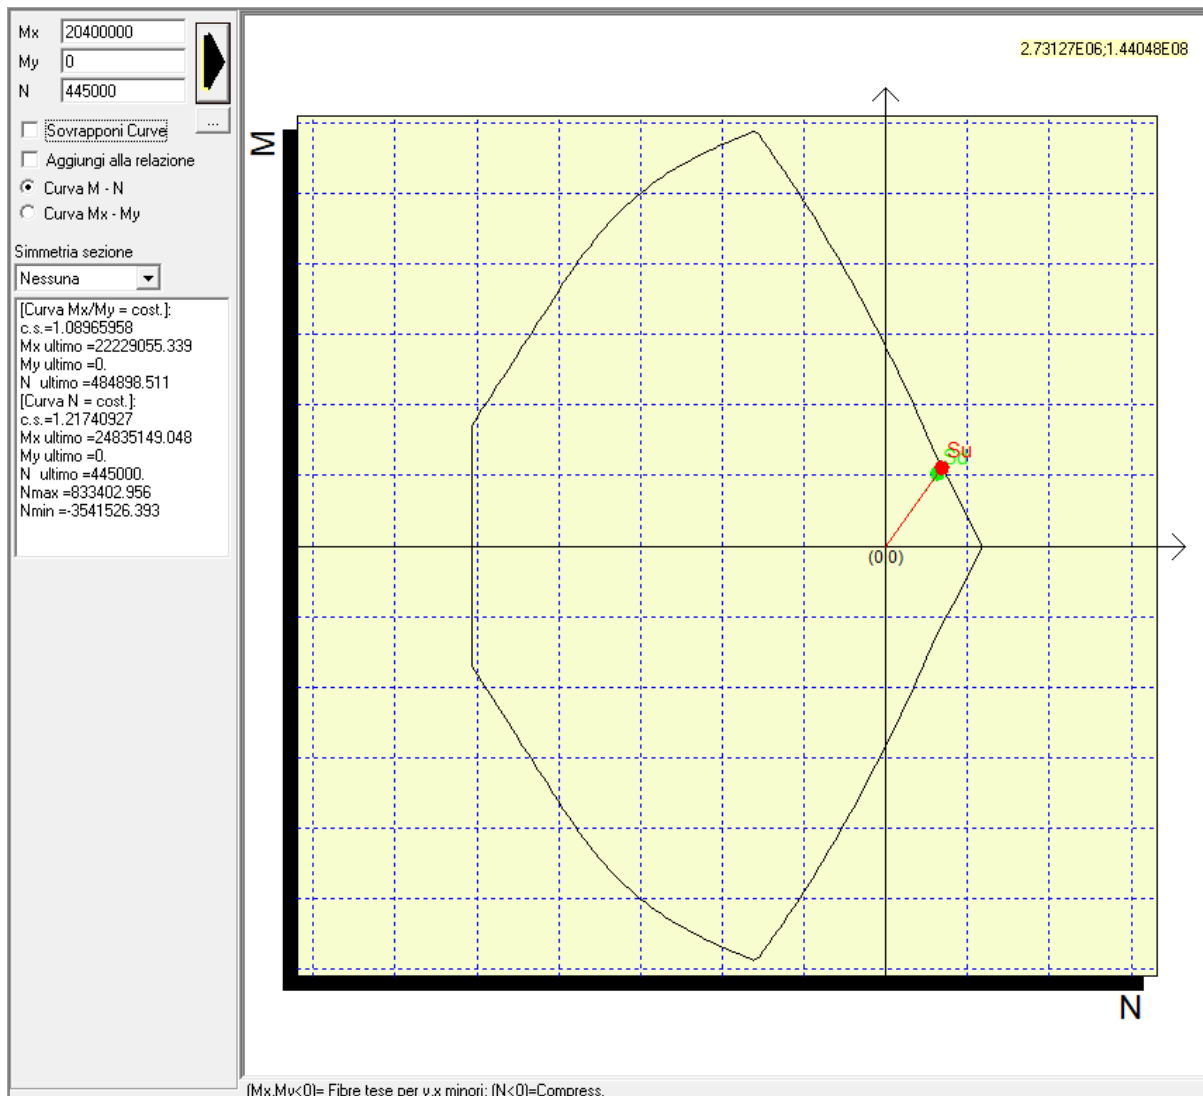 Mx 20400000
My 0
N 445000
...
Sovrapponi Curve
Aggiungi alla relazione
Curva M - N
Curva Mx - My
Simmetria sezione
Nessuna
[Curva Mx/My = cost.]:
c.s.=1.08965958
Mx ultimo =22229055.339
My ultimo =0.
N ultimo =484898.511
[Curva N = cost.]:
c.s.=1.21740927
Mx ultimo =24835149.048
My ultimo =0.
N ultimo =445000.
Nmax =833402.956
Nmin =-3541526.393
2.73127E06;1.44048E08
M
Su
(0,0)
N
(Mx,My<0)= Fibre tese per y,x minori; (N<0)=Compress.